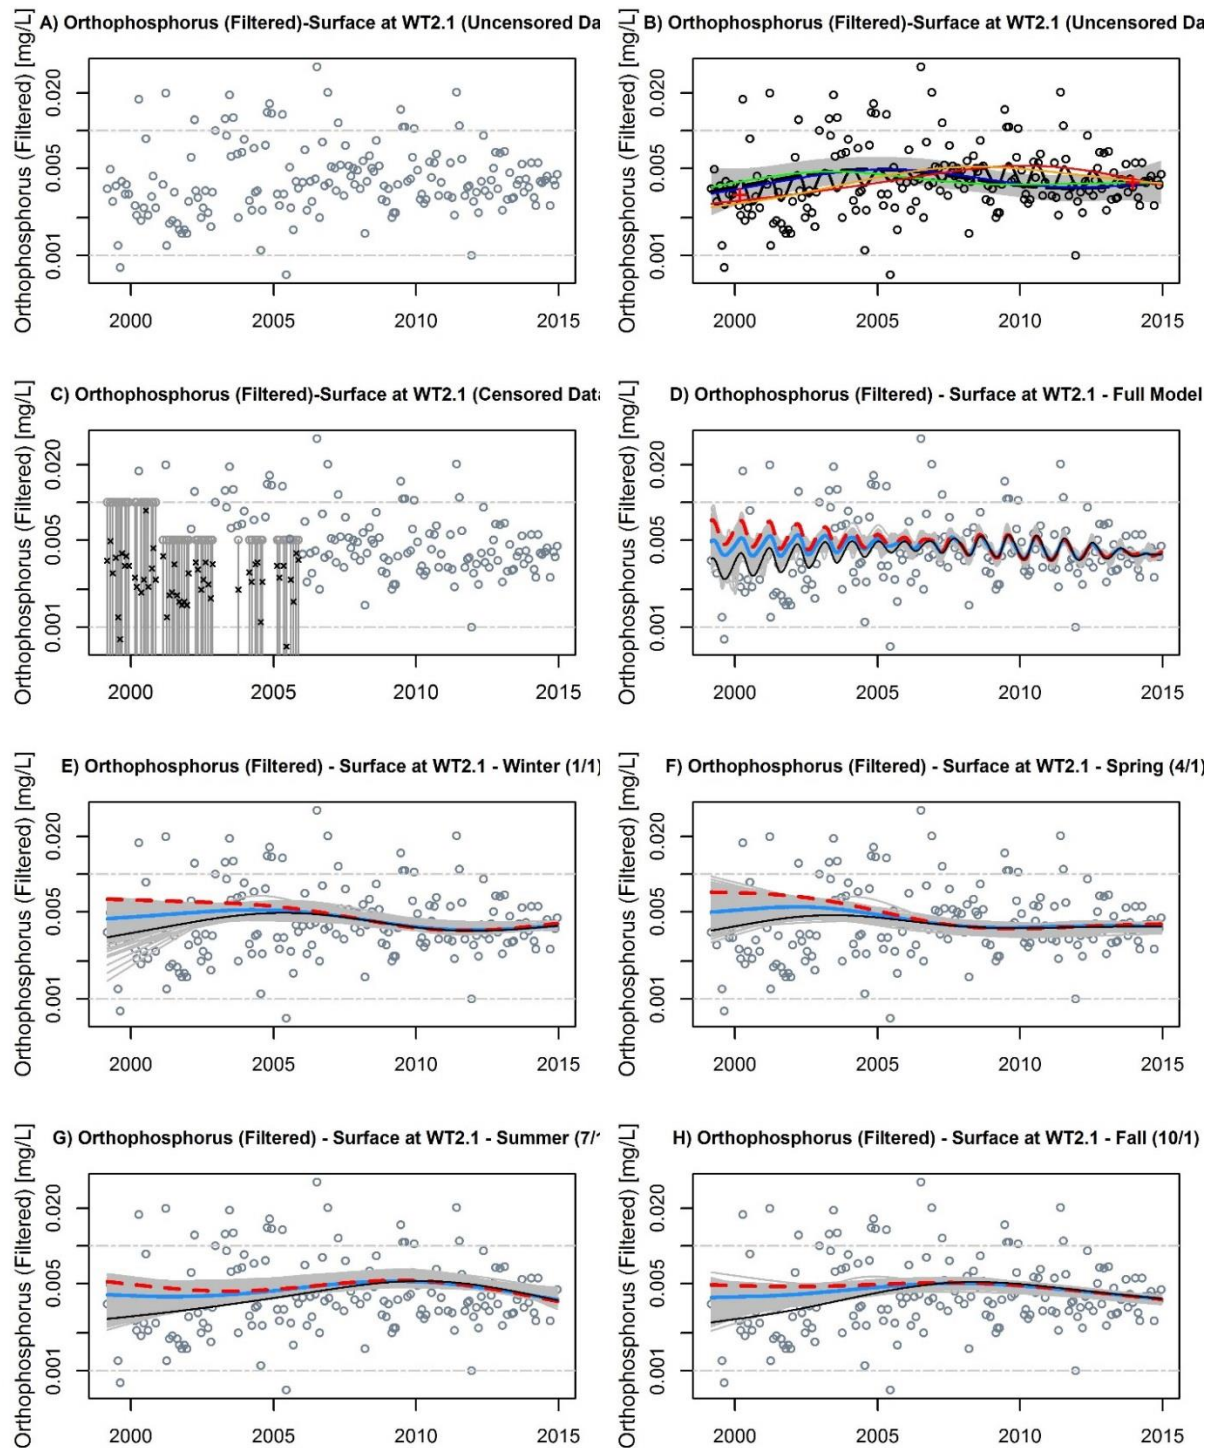 A) Orthophosphorus (Filtered)-Surface at WT2.1 (Uncensored Da
Orthophosphorus (Filtered) [mg/L]
0.020
0.005
0.001
2000 2005 2010 2015
B) Orthophosphorus (Filtered)-Surface at WT2.1 (Uncensored Da
Orthophosphorus (Filtered) [mg/L]
0.020
0.005
0.001
2000 2005 2010 2015
C) Orthophosphorus (Filtered)-Surface at WT2.1 (Censored Data
Orthophosphorus (Filtered) [mg/L]
0.020
0.005
0.001
2000 2005 2010 2015
D) Orthophosphorus (Filtered) - Surface at WT2.1 - Full Model
Orthophosphorus (Filtered) [mg/L]
0.020
0.005
0.001
2000 2005 2010 2015
E) Orthophosphorus (Filtered) - Surface at WT2.1 - Winter (1/1)
Orthophosphorus (Filtered) [mg/L]
0.020
0.005
0.001
2000 2005 2010 2015
F) Orthophosphorus (Filtered) - Surface at WT2.1 - Spring (4/1)
Orthophosphorus (Filtered) [mg/L]
0.020
0.005
0.001
2000 2005 2010 2015
G) Orthophosphorus (Filtered) - Surface at WT2.1 - Summer (7/1
Orthophosphorus (Filtered) [mg/L]
0.020
0.005
0.001
2000 2005 2010 2015
H) Orthophosphorus (Filtered) - Surface at WT2.1 - Fall (10/1)
Orthophosphorus (Filtered) [mg/L]
0.020
0.005
0.001
2000 2005 2010 2015